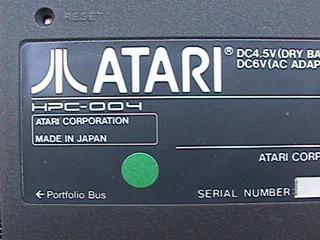 RESET
ATARI®
DC4.5V(DRY BA
DC6V(AC ADAP
HPC-004
ATARI CORPORATION
MADE IN JAPAN
ATARI CORP
← Portfolio Bus
SERIAL NUMBER: